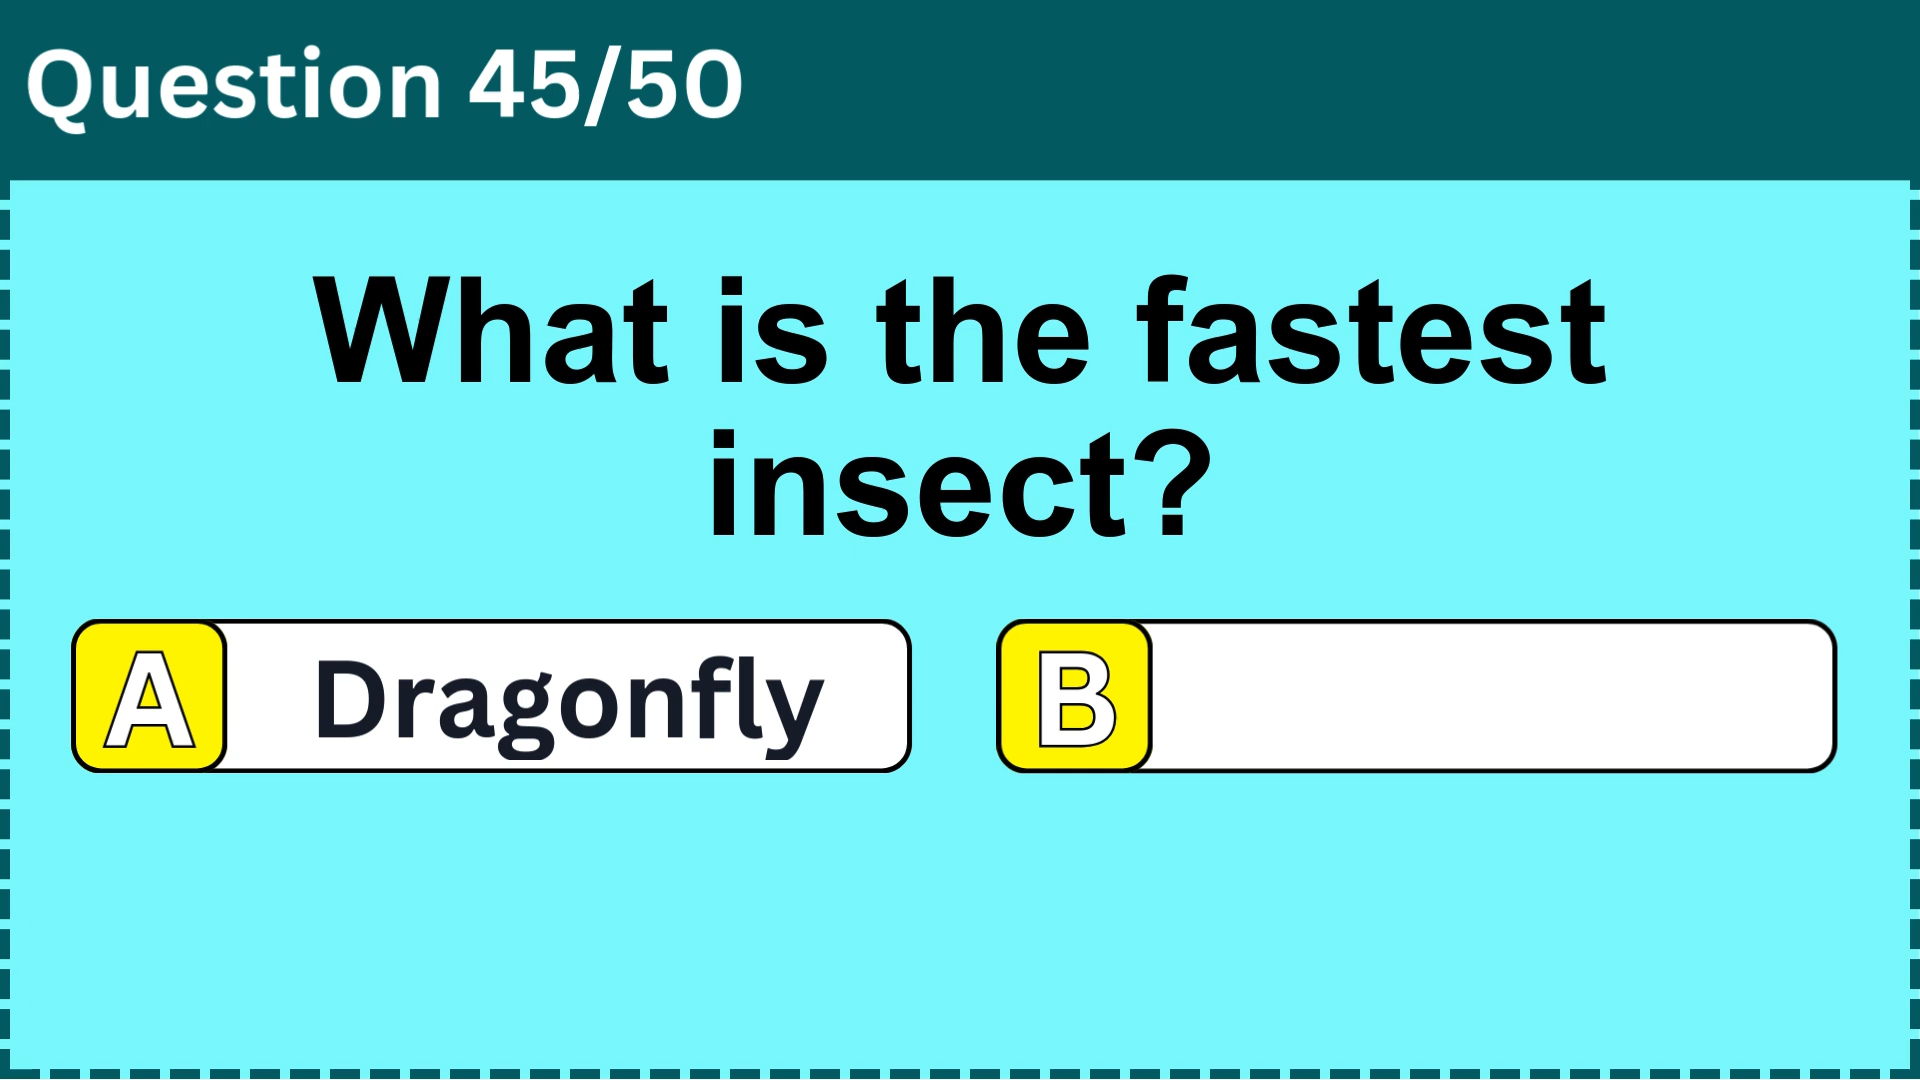 Question 45/50
What is the fastest
insect?
A Dragonfly
B